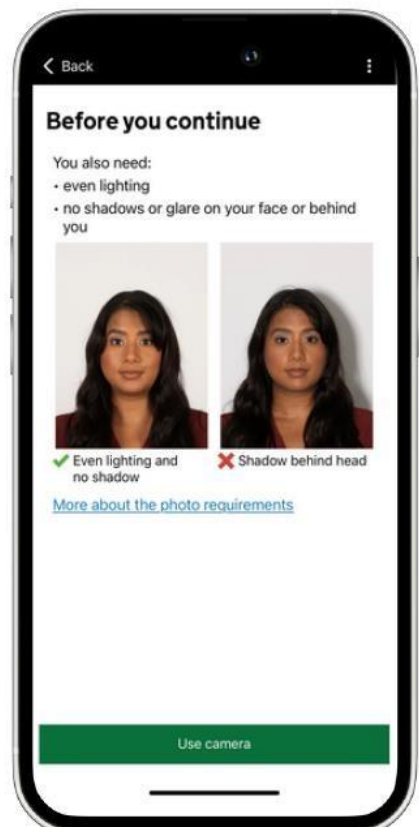 Back
Before you continue
You also need:
• even lighting
• no shadows or glare on your face or behind
you
Even lighting and
no shadow
Shadow behind head
More about the photo requirements
Use camera